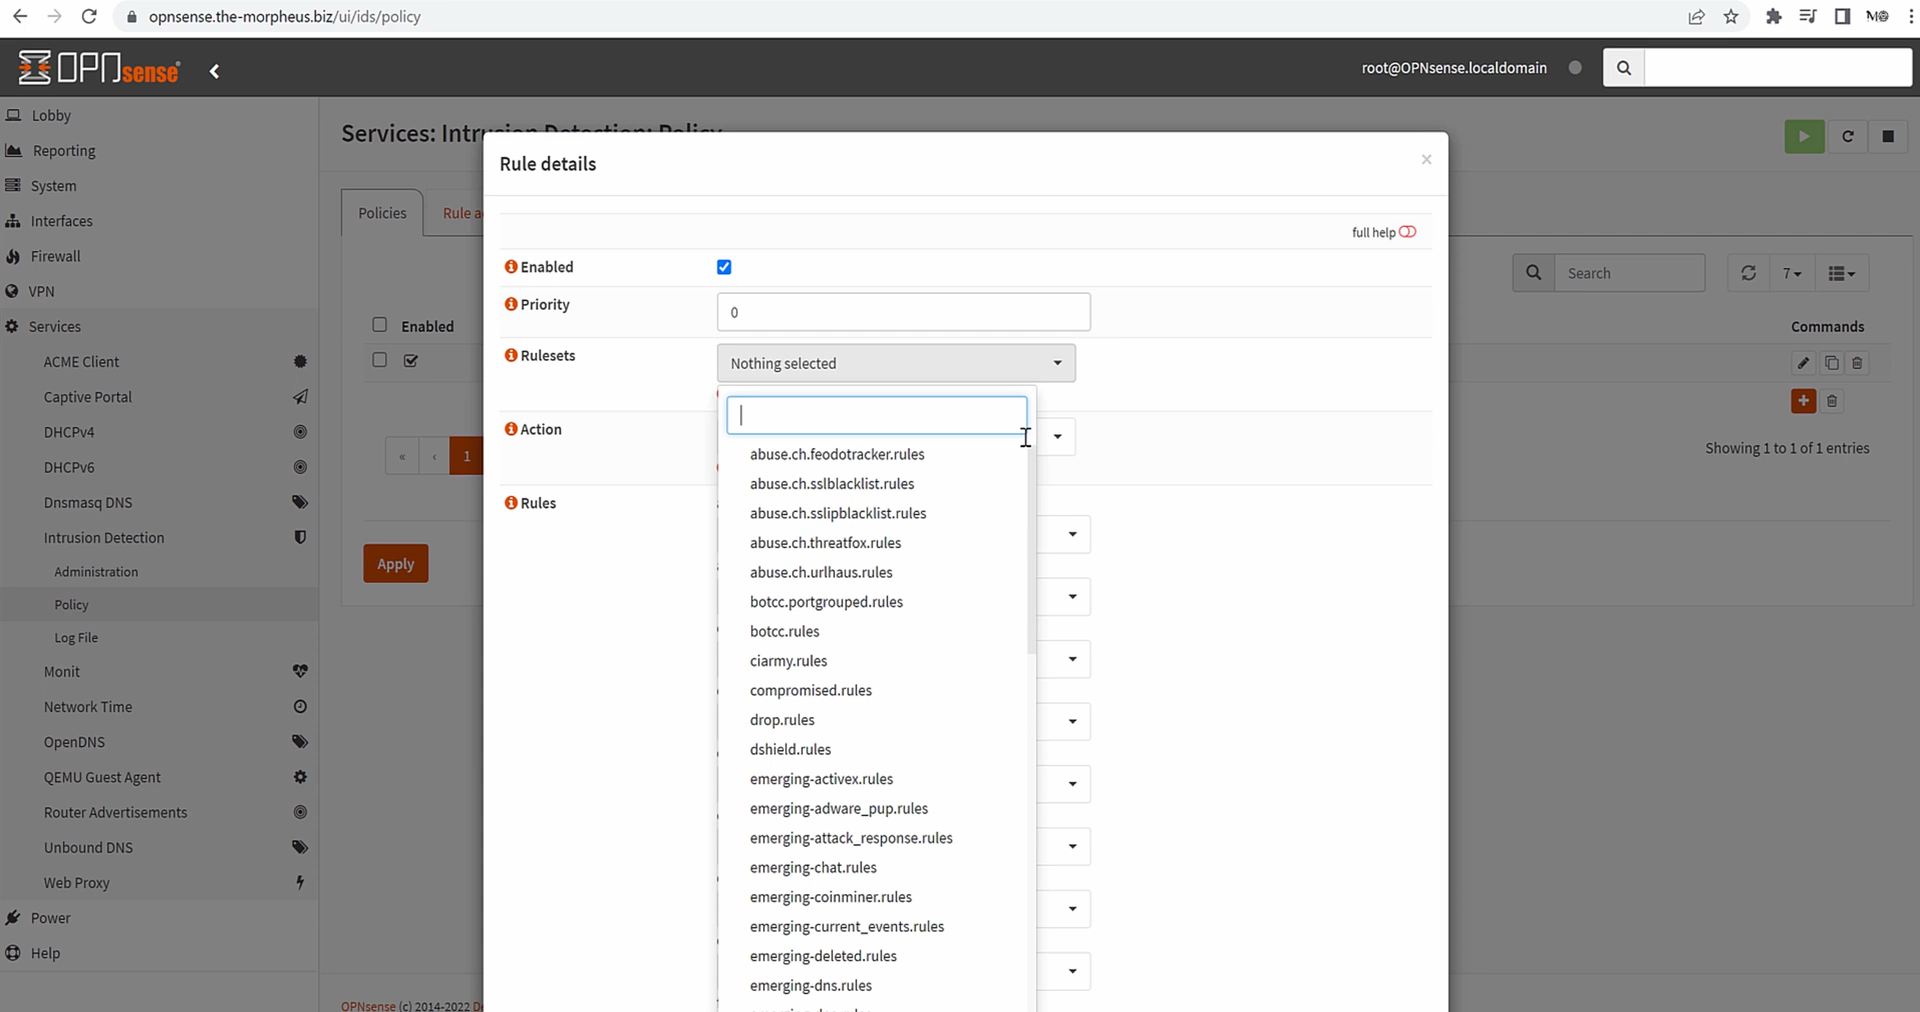 opnsense.the-morpheus.biz/ui/ids/policy
OPNsense
root@OPNsense.localdomain
Lobby
Reporting
System
Interfaces
Firewall
VPN
Services
ACME Client
Captive Portal
DHCPv4
DHCPv6
Dnsmasq DNS
Intrusion Detection
Administration
Policy
Log File
Monit
Network Time
OpenDNS
QEMU Guest Agent
Router Advertisements
Unbound DNS
Web Proxy
Power
Help
Services: Intrusion Detection: Policy
Policies
Rule
Enabled
« ‹ 1
Apply
OPNsense (c) 2014-2022
Search
7
Commands
Showing 1 to 1 of 1 entries
Rule details
×
full help
Enabled
Priority
0
Rulesets
Nothing selected
Action
Rules
abuse.ch.feodotracker.rules
abuse.ch.sslblacklist.rules
abuse.ch.sslipblacklist.rules
abuse.ch.threatfox.rules
abuse.ch.urlhaus.rules
botcc.portgrouped.rules
botcc.rules
ciarmy.rules
compromised.rules
drop.rules
dshield.rules
emerging-activex.rules
emerging-adware_pup.rules
emerging-attack_response.rules
emerging-chat.rules
emerging-coinminer.rules
emerging-current_events.rules
emerging-deleted.rules
emerging-dns.rules